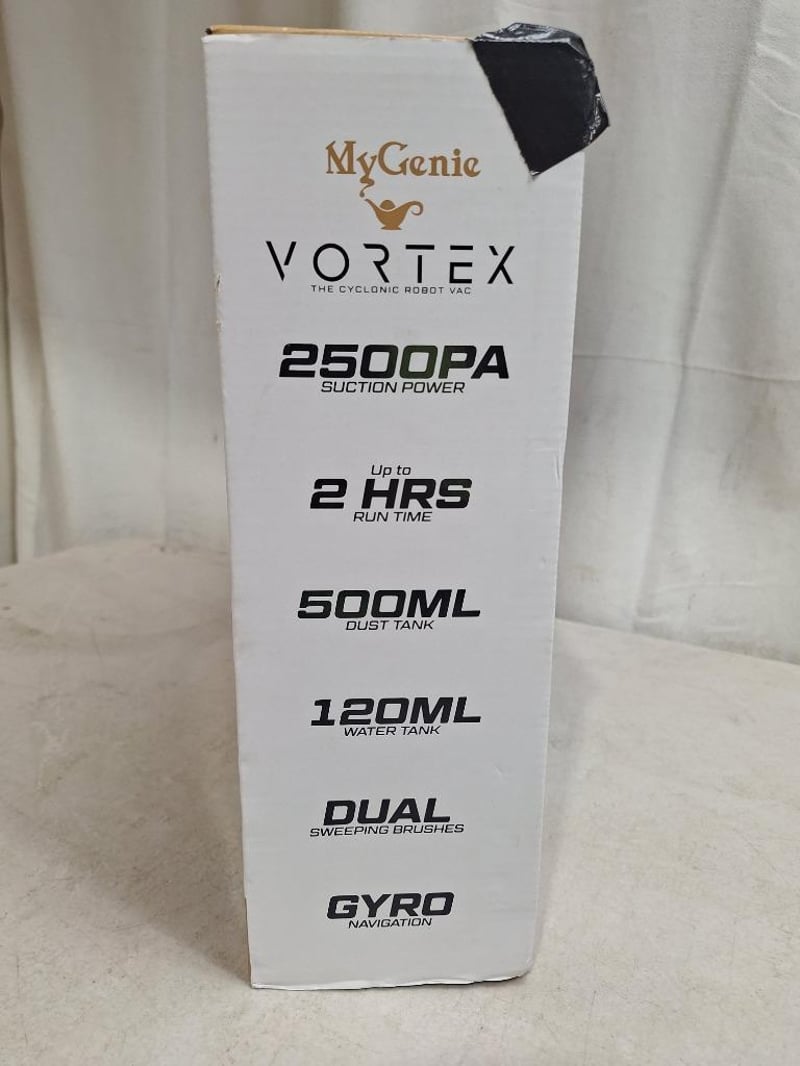 MyGenie
VORTEX
THE CYCLONIC ROBOT VAC
2500PA
SUCTION POWER
Up to
2 HRS
RUN TIME
500ML
DUST TANK
120ML
WATER TANK
DUAL
SWEEPING BRUSHES
GYRO
NAVIGATION